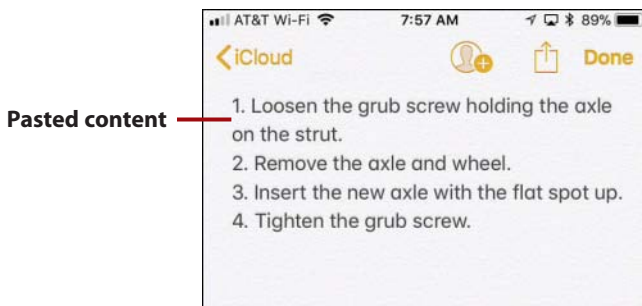 AT&T Wi-Fi 7:57 AM 89%
iCloud Done
Pasted content
1. Loosen the grub screw holding the axle
on the strut.
2. Remove the axle and wheel.
3. Insert the new axle with the flat spot up.
4. Tighten the grub screw.